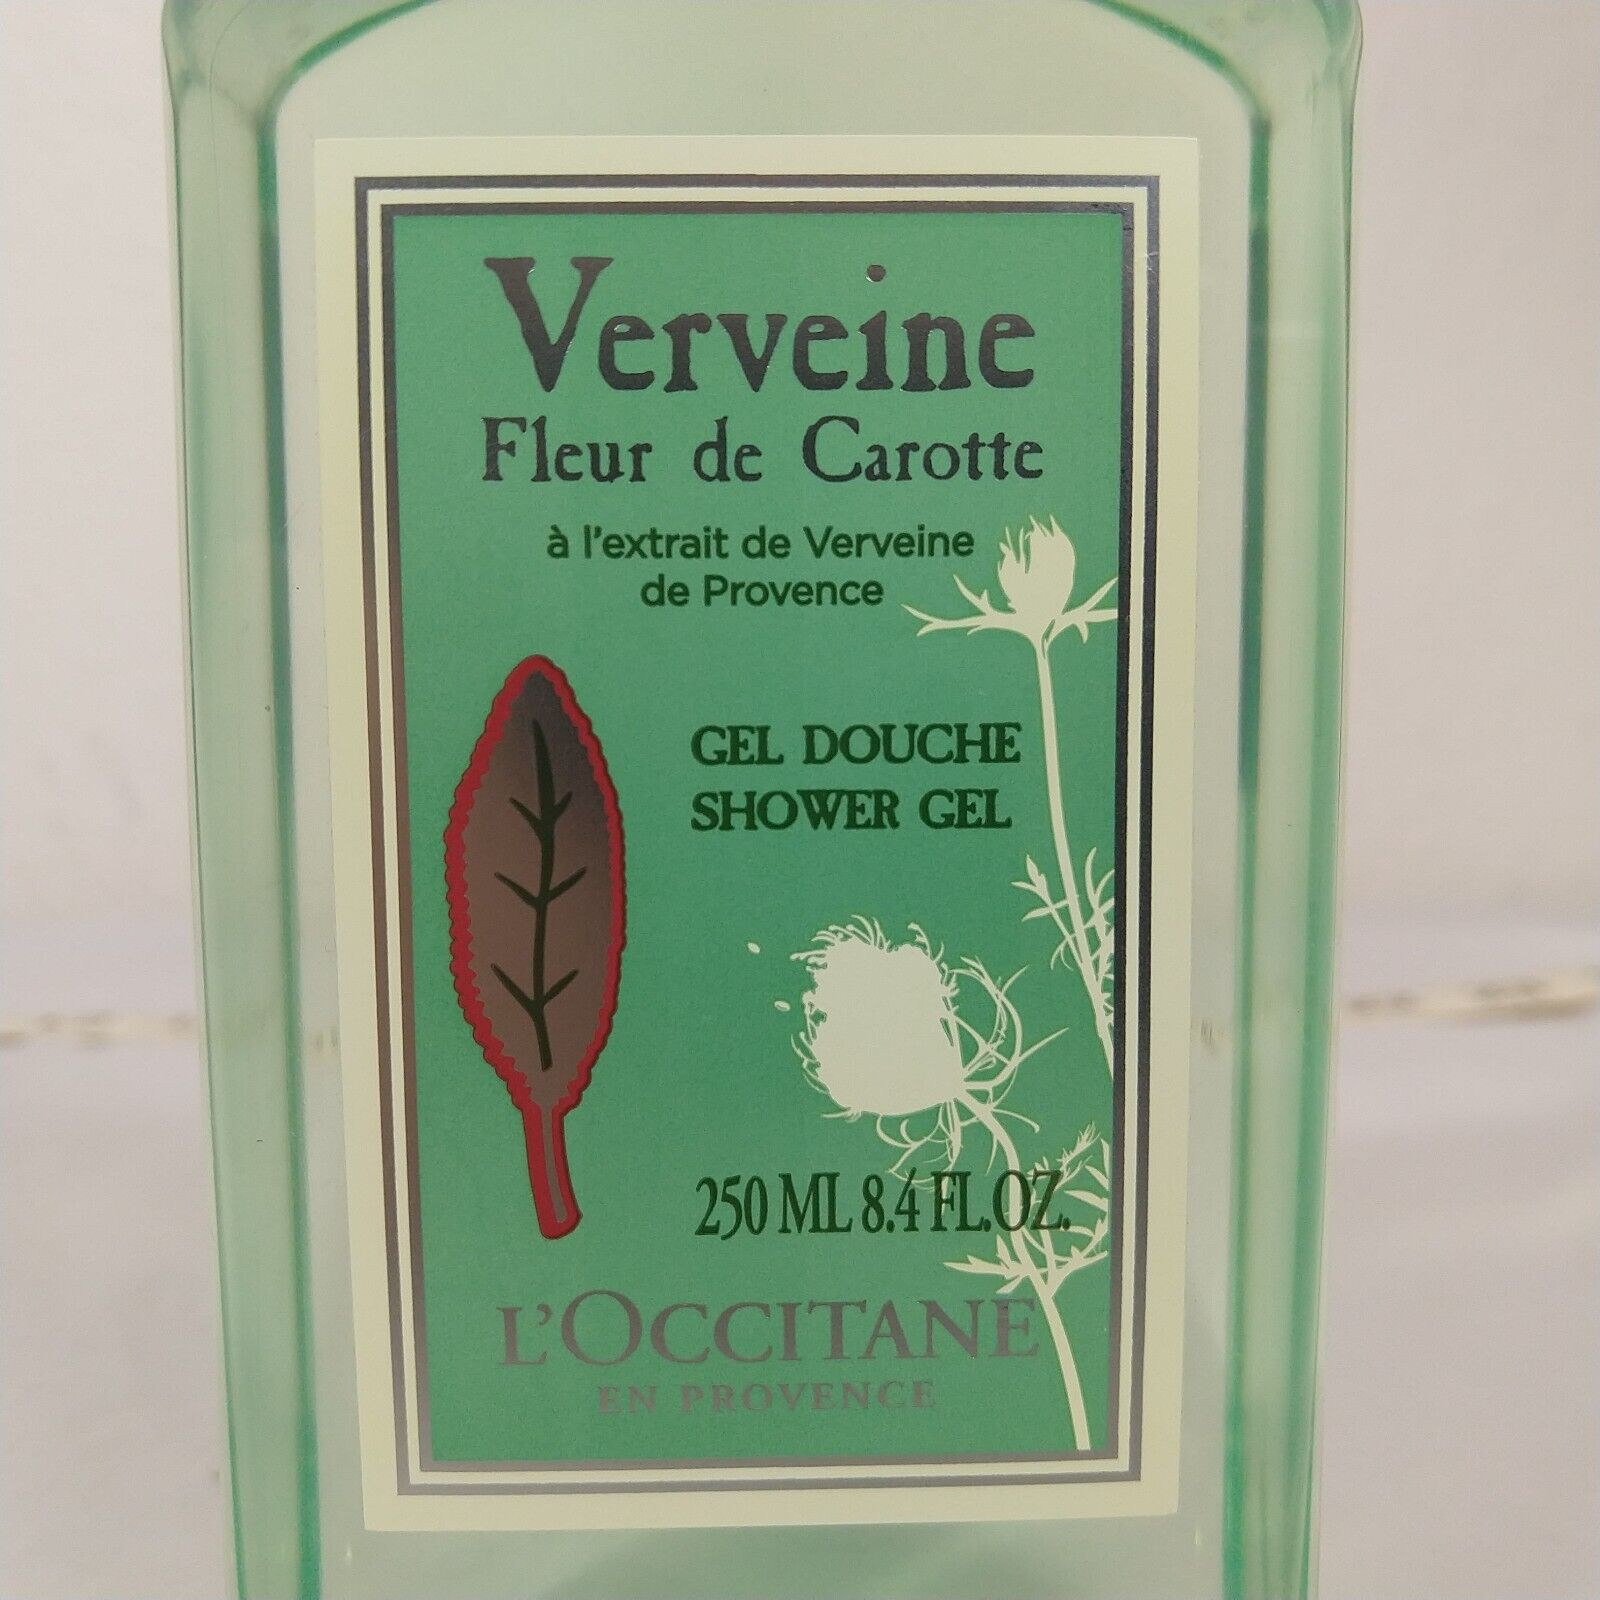 Verveine
Fleur de Carotte
à l'extrait de Verveine
de Provence
GEL DOUCHE
SHOWER GEL
250 ML 8.4 FL.OZ.
L'OCCITANE
EN PROVENCE